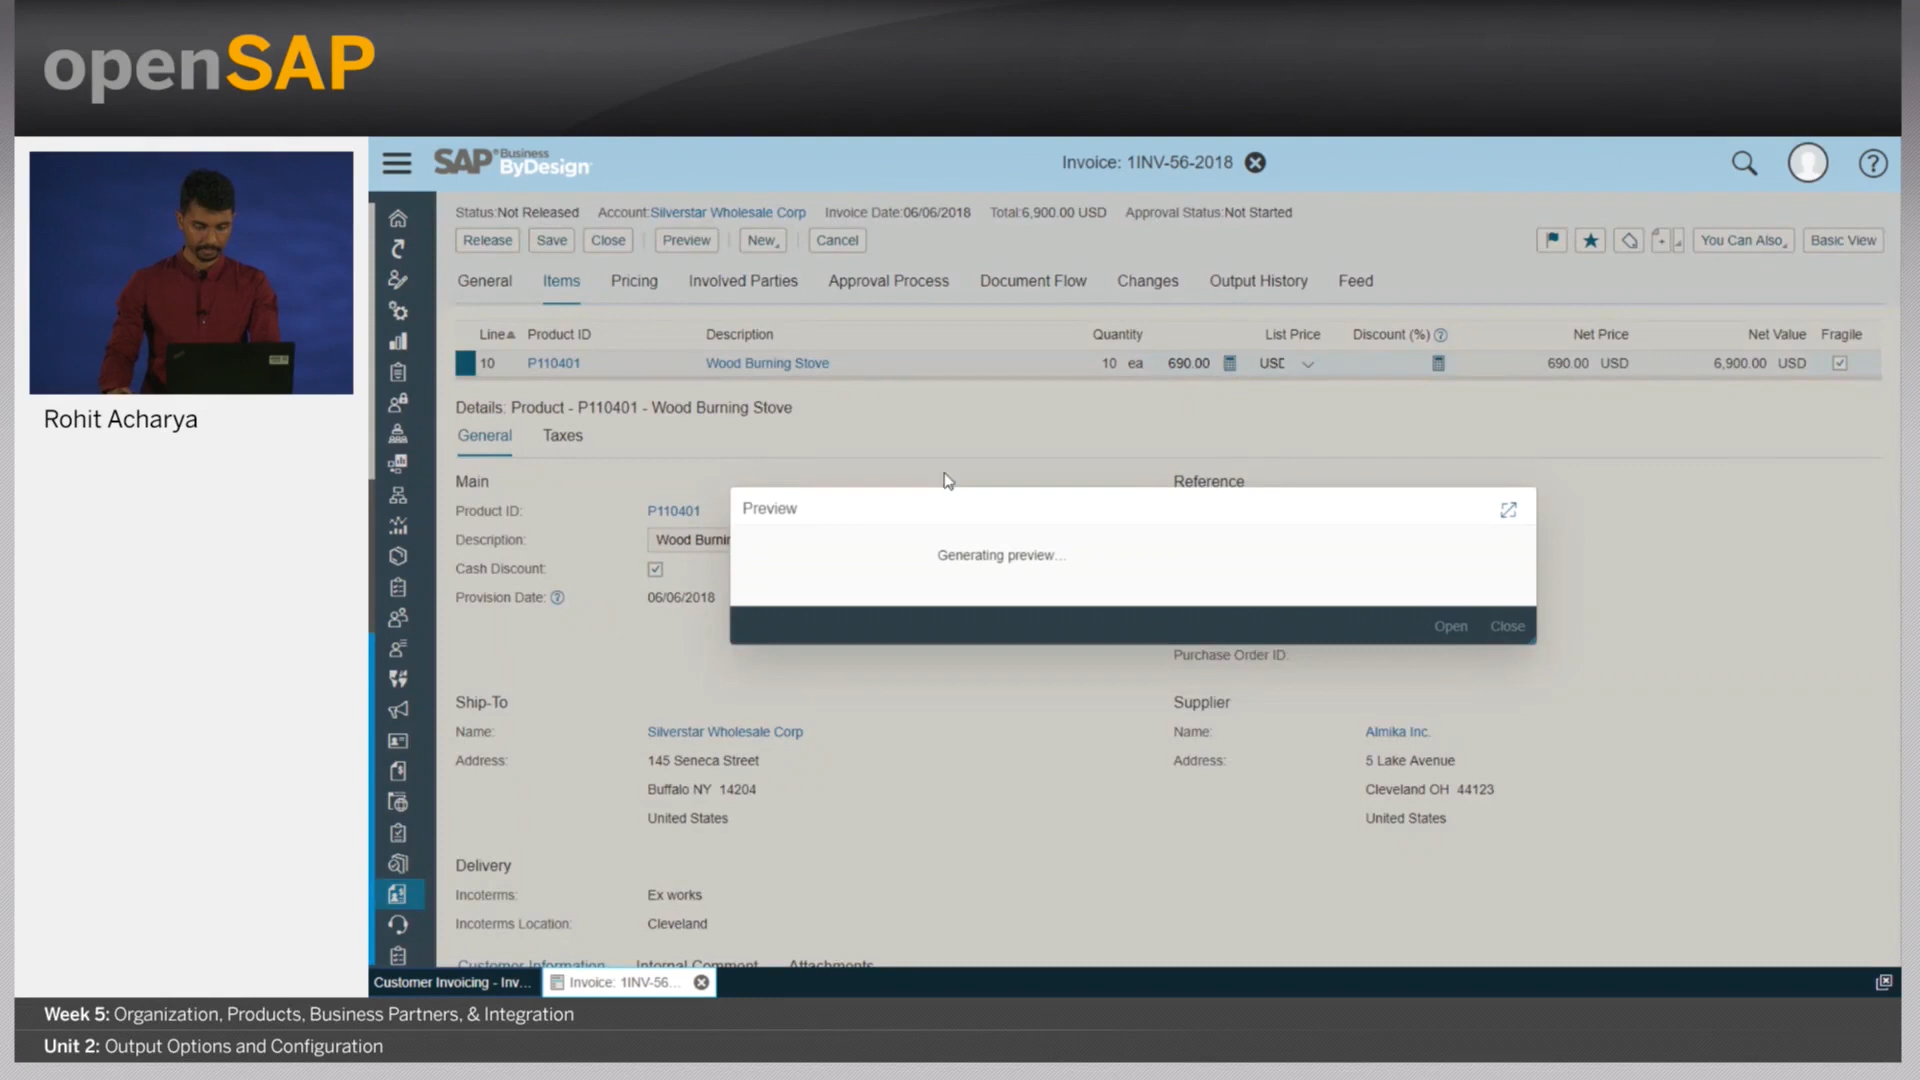 openSAP
SAP Business ByDesign
Invoice: 1INV-56-2018
Status:Not Released Account:Silverstar Wholesale Corp Invoice Date:06/06/2018 Total:6,900.00 USD Approval Status:Not Started
Release Save Close Preview New Cancel You Can Also Basic View
General Items Pricing Involved Parties Approval Process Document Flow Changes Output History Feed
Line Product ID Description Quantity List Price Discount (%) Net Price Net Value Fragile
10 P110401 Wood Burning Stove 10 ea 690.00 USD 690.00 USD 6,900.00 USD
Details: Product - P110401 - Wood Burning Stove
General Taxes
Main Reference
Product ID: P110401
Description: Wood Burnin
Cash Discount:
Provision Date: 06/06/2018
Preview
Generating preview...
Open Close
Purchase Order ID:
Ship-To Supplier
Name: Silverstar Wholesale Corp Name: Almika Inc.
Address: 145 Seneca Street Address: 5 Lake Avenue
Buffalo NY 14204 Cleveland OH 44123
United States United States
Delivery
Incoterms: Ex works
Incoterms Location: Cleveland
Customer Information Internal Comment Attachments
Customer Invoicing - Inv... Invoice: 1INV-56...
Rohit Acharya
Week 5: Organization, Products, Business Partners, & Integration
Unit 2: Output Options and Configuration